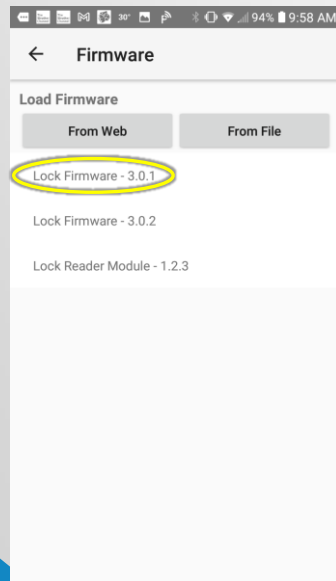 30° 94% 9:58 AM
Firmware
Load Firmware
From Web From File
Lock Firmware - 3.0.1
Lock Firmware - 3.0.2
Lock Reader Module - 1.2.3